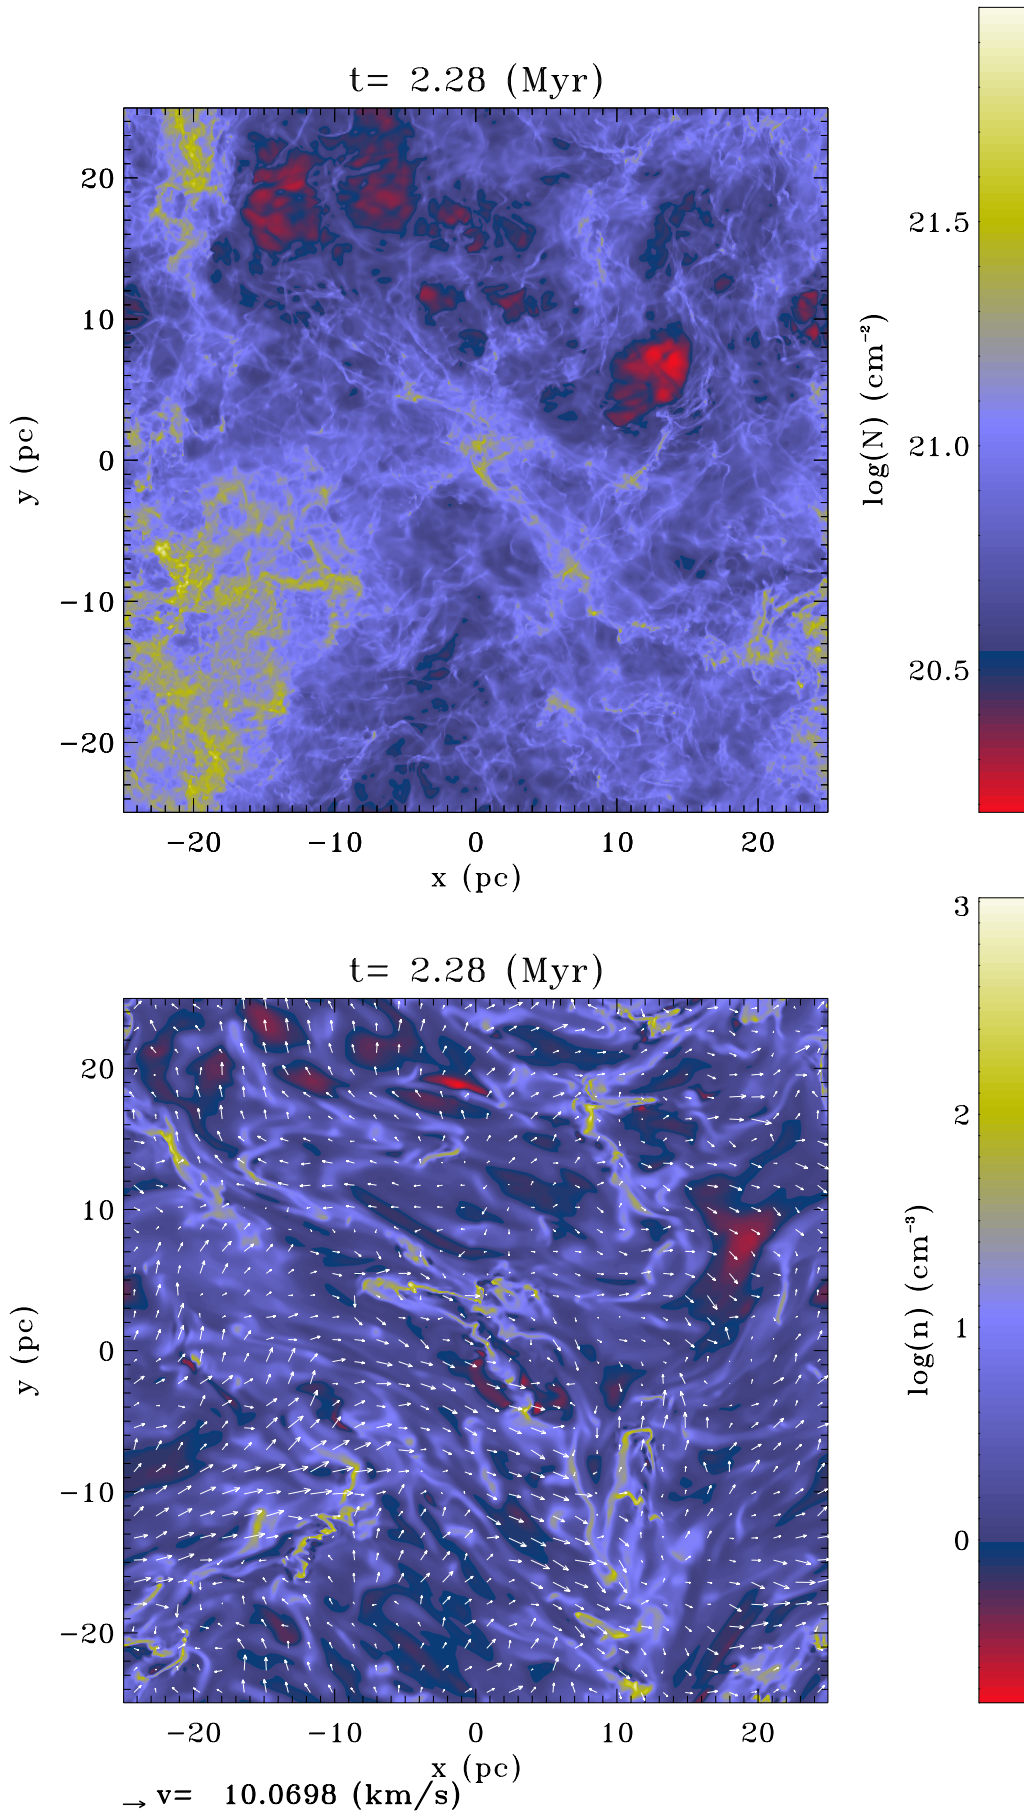 t= 2.28 (Myr)
y (pc)
20
10
0
−10
−20
−20 −10 0 10 20
x (pc)
log(N) (cm⁻²)
21.5
21.0
20.5
t= 2.28 (Myr)
y (pc)
20
10
0
−10
−20
−20 −10 0 10 20
x (pc)
→ v= 10.0698 (km/s)
log(n) (cm⁻³)
3
2
1
0